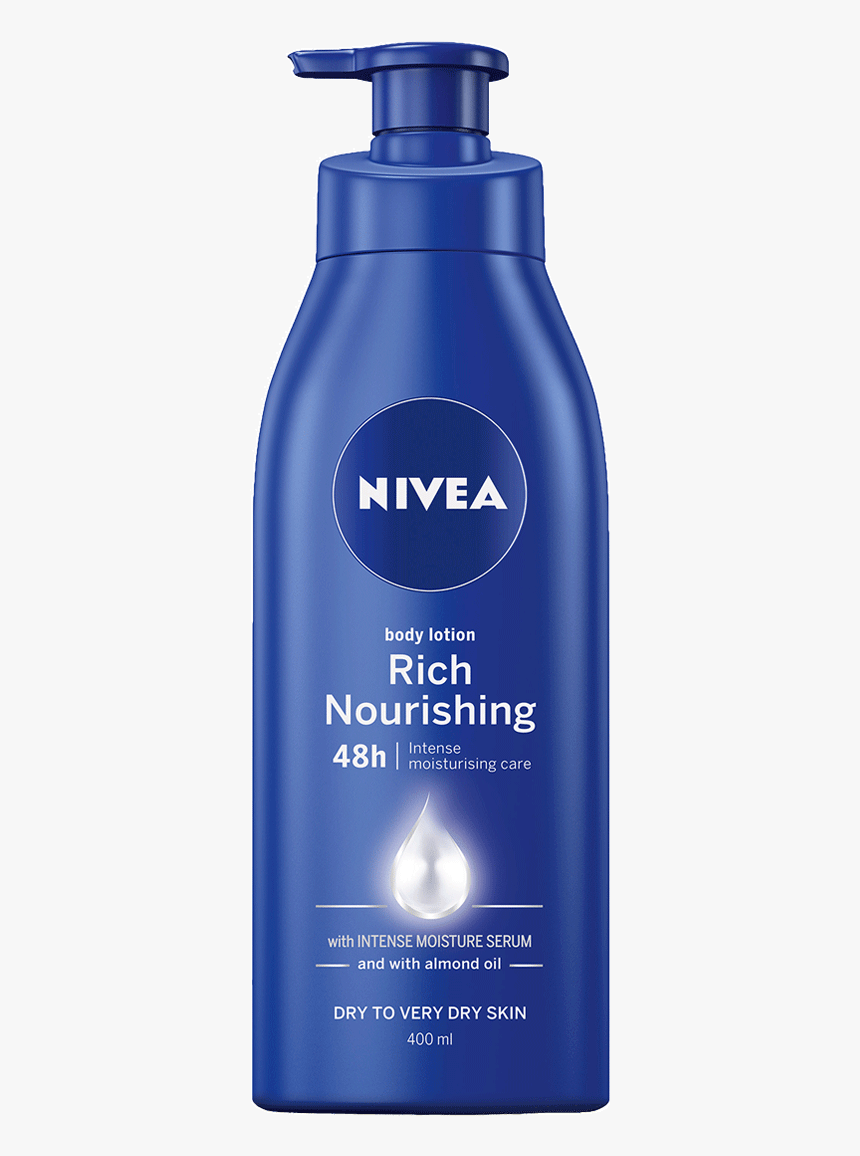 NIVEA
body lotion
Rich
Nourishing
48h | Intense
moisturising care
with INTENSE MOISTURE SERUM
and with almond oil
DRY TO VERY DRY SKIN
400 ml